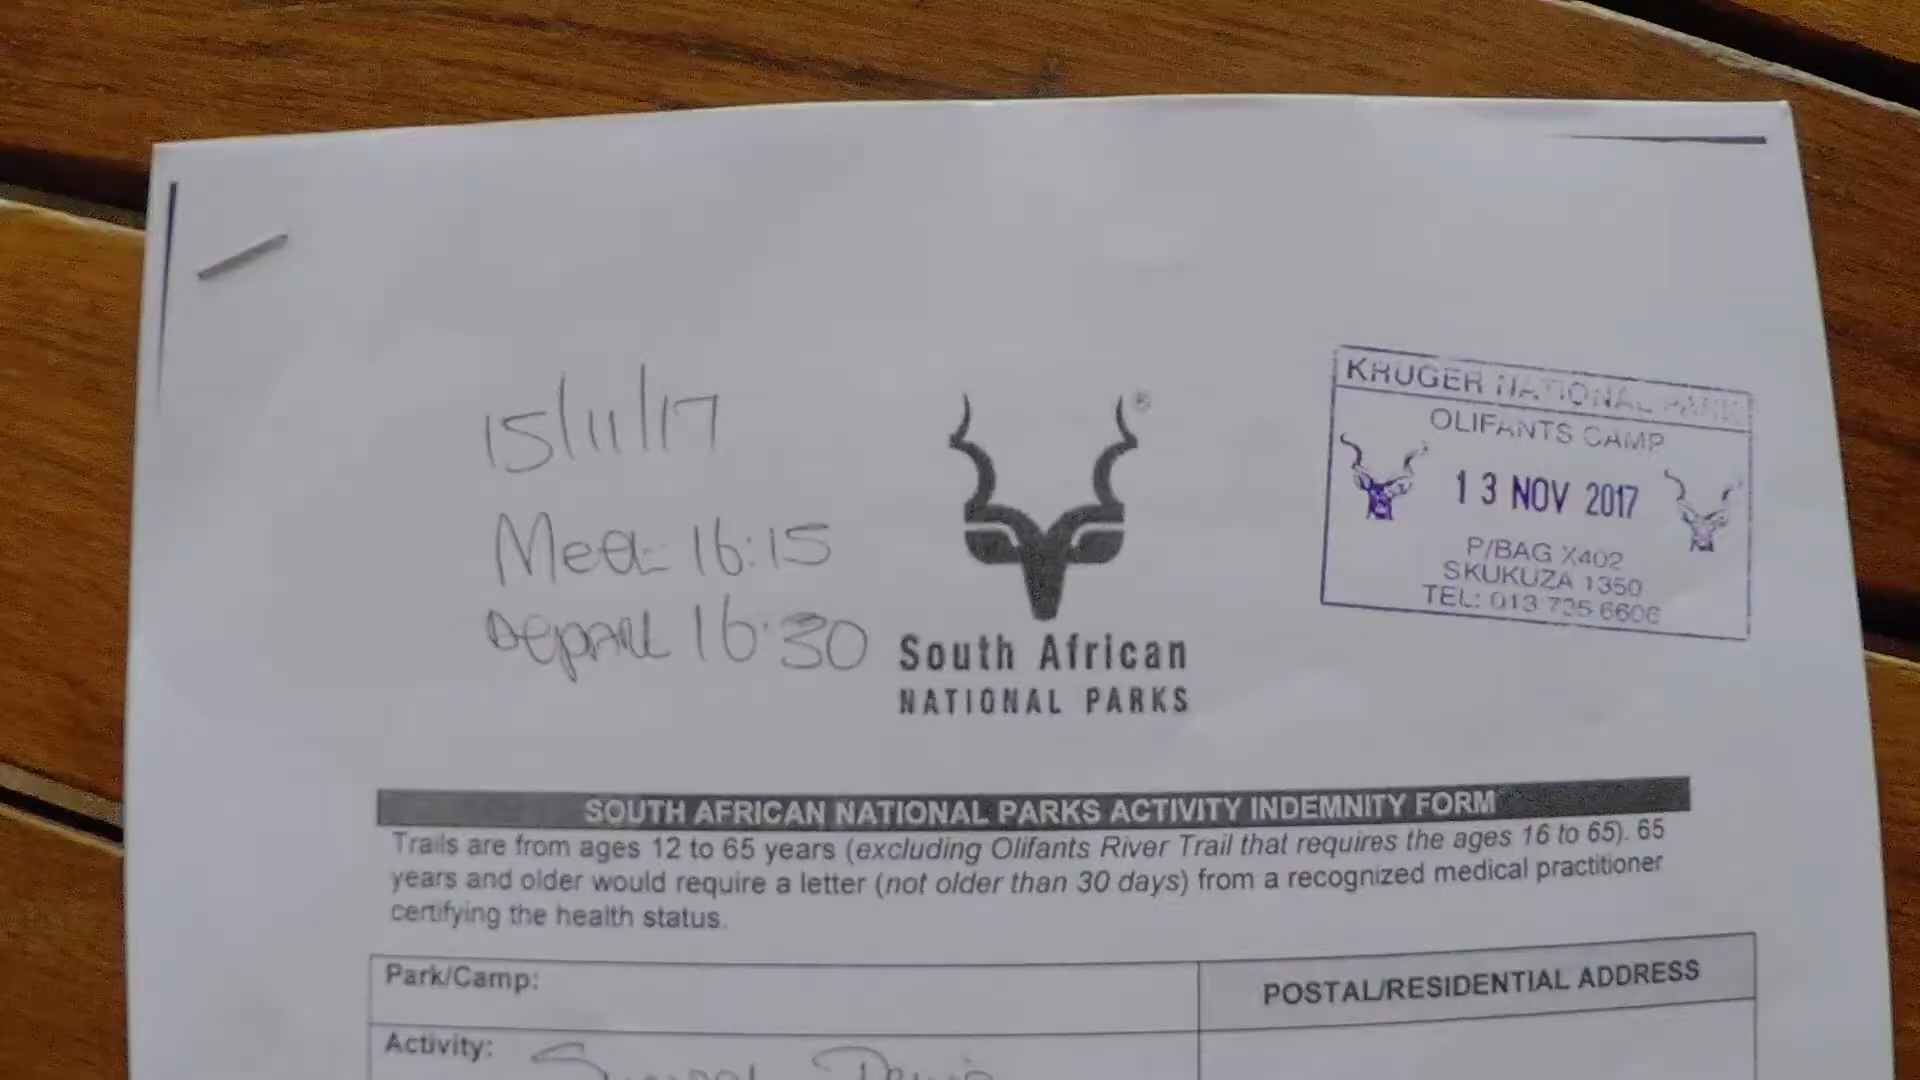 15/11/17
Meet 16:15
Depart 16:30
®
South African
NATIONAL PARKS
KRUGER NATIONAL PARK
OLIFANTS CAMP
13 NOV 2017
P/BAG X402
SKUKUZA 1350
TEL: 013 735 6606
SOUTH AFRICAN NATIONAL PARKS ACTIVITY INDEMNITY FORM
Trails are from ages 12 to 65 years (excluding Olifants River Trail that requires the ages 16 to 65). 65
years and older would require a letter (not older than 30 days) from a recognized medical practitioner
certifying the health status.
Park/Camp:
POSTAL/RESIDENTIAL ADDRESS
Activity: